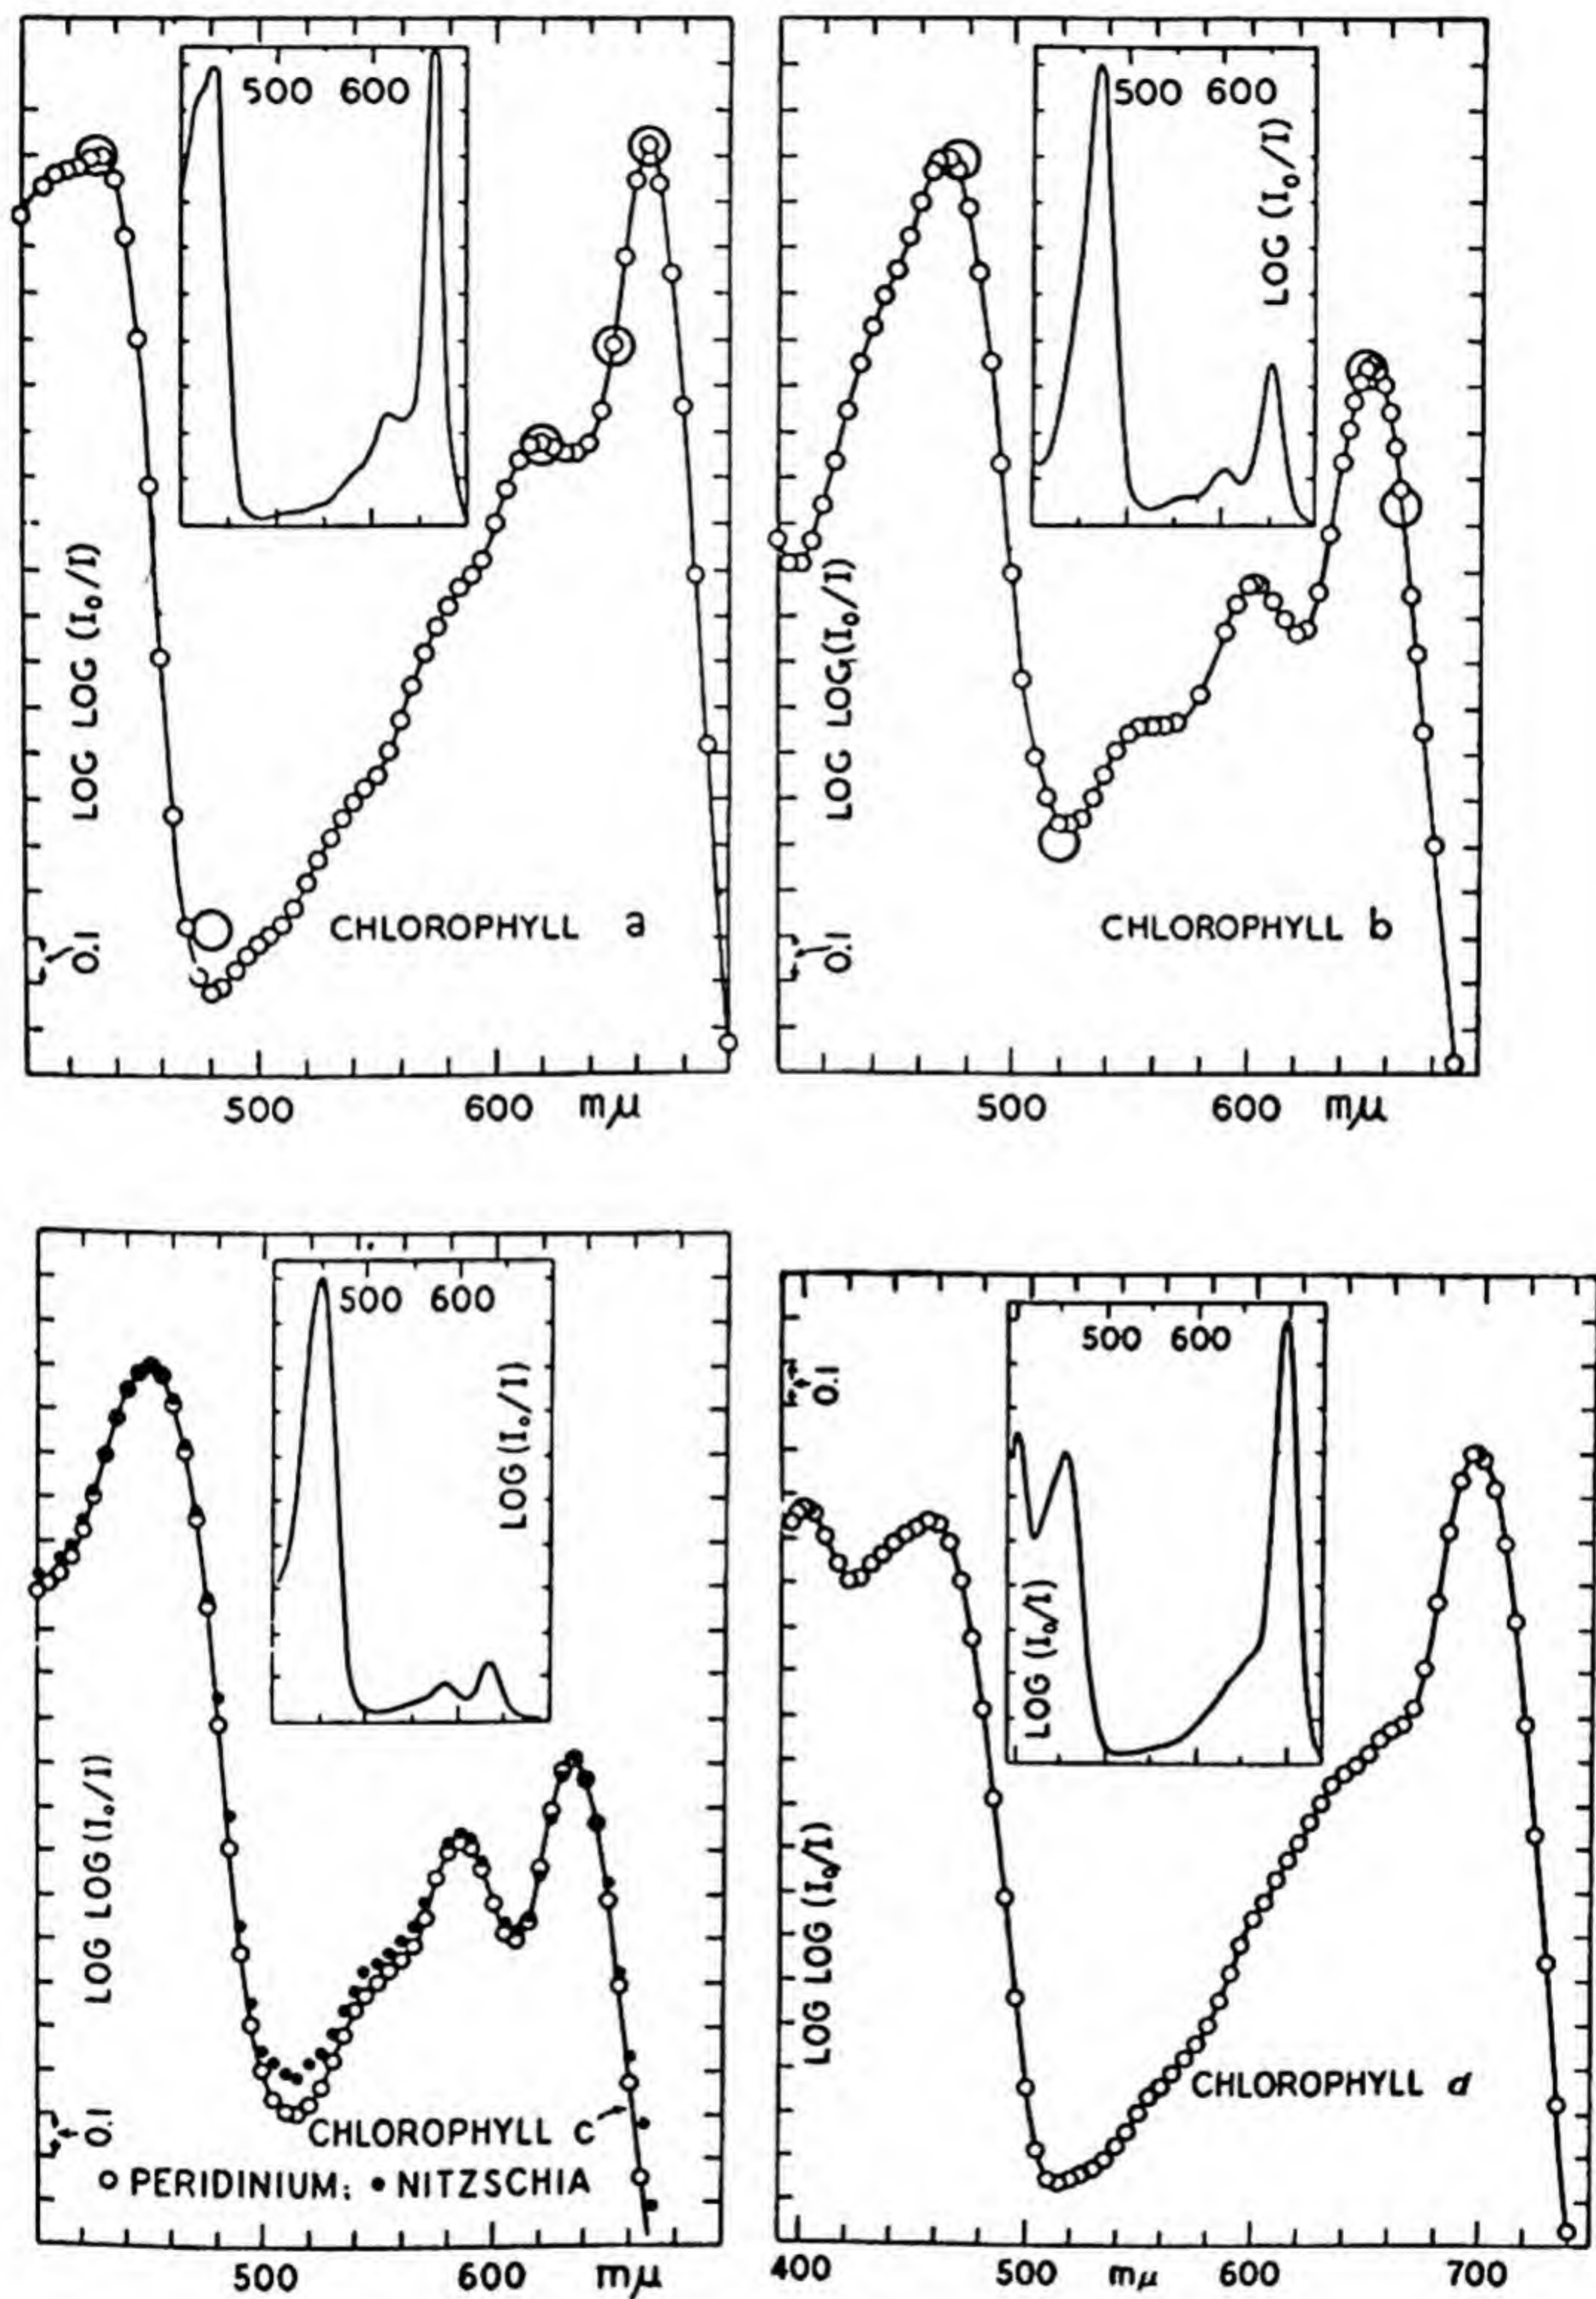 500 600
LOG LOG (I₀/I)
0.1
CHLOROPHYLL a
500 600 mμ
500 600
LOG (I₀/I)
LOG LOG (I₀/I)
0.1
CHLOROPHYLL b
500 600 mμ
500 600
LOG (I₀/I)
LOG LOG (I₀/I)
0.1
CHLOROPHYLL c
○ PERIDINIUM; ● NITZSCHIA
500 600 mμ
0.1
500 600
LOG (I₀/I)
LOG LOG (I₀/I)
CHLOROPHYLL d
400 500 mμ 600 700